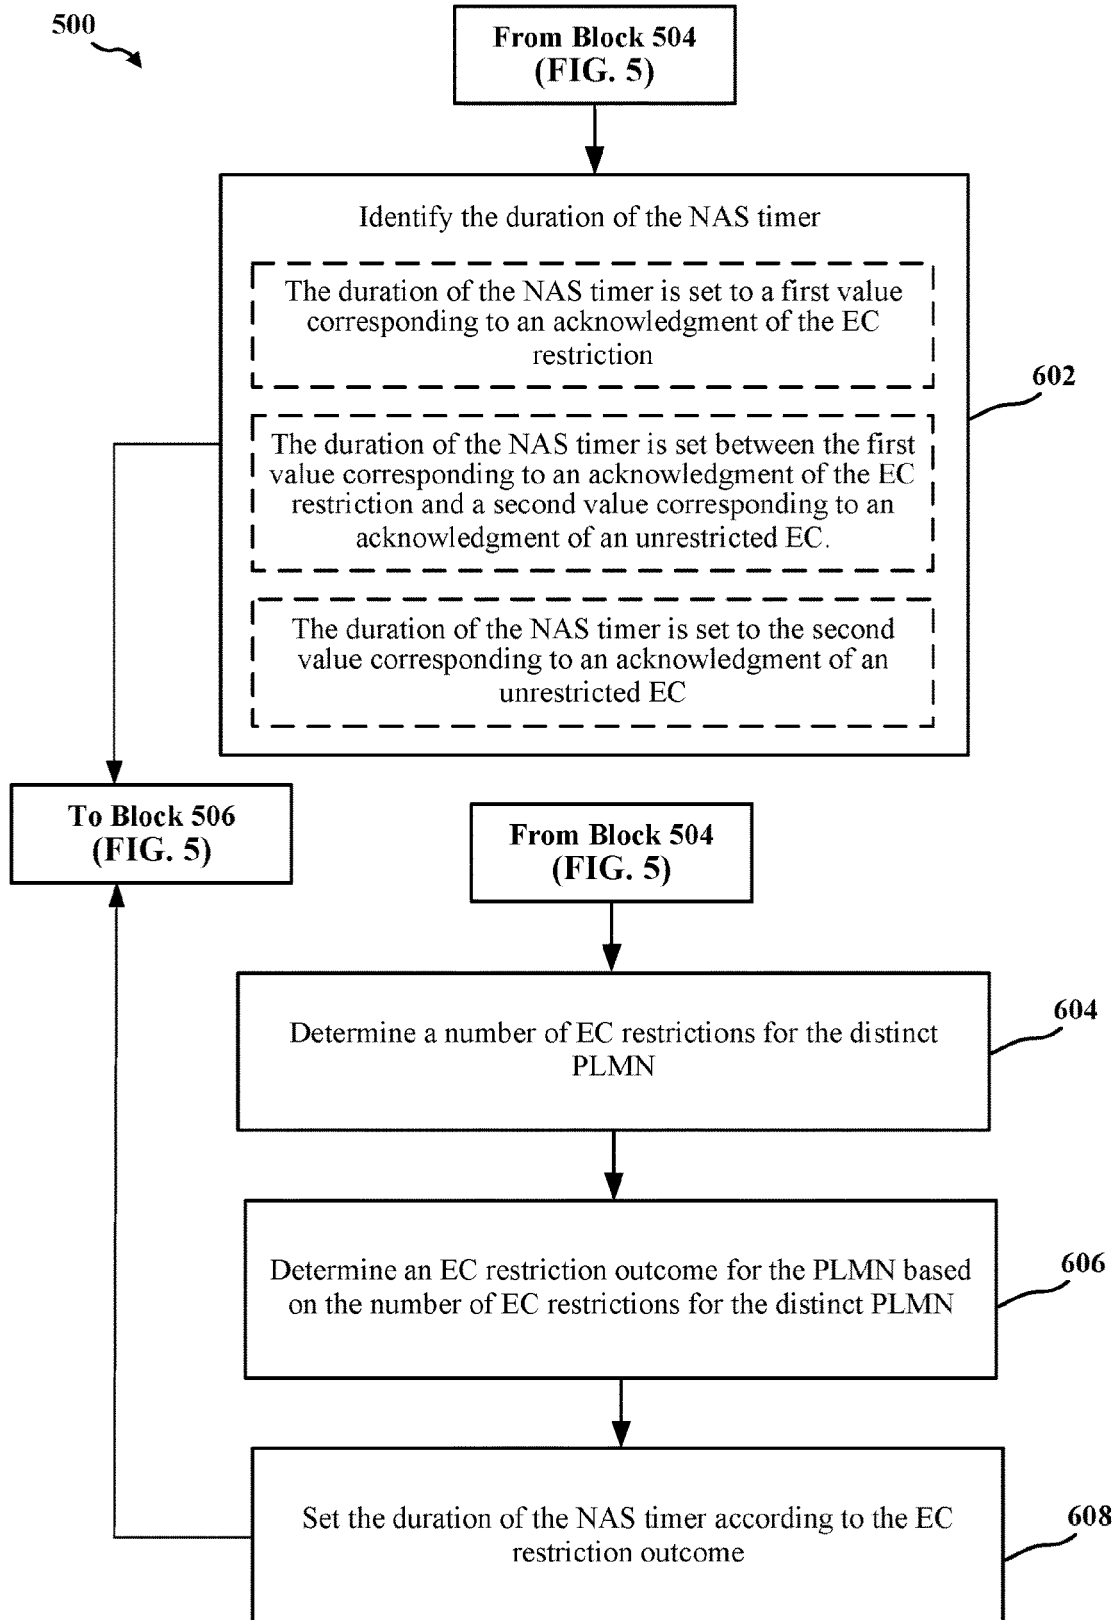 500
From Block 504
(FIG. 5)
Identify the duration of the NAS timer
The duration of the NAS timer is set to a first value
corresponding to an acknowledgment of the EC
restriction
602
The duration of the NAS timer is set between the first
value corresponding to an acknowledgment of the EC
restriction and a second value corresponding to an
acknowledgment of an unrestricted EC.
The duration of the NAS timer is set to the second
value corresponding to an acknowledgment of an
unrestricted EC
To Block 506
(FIG. 5)
From Block 504
(FIG. 5)
Determine a number of EC restrictions for the distinct
PLMN
604
Determine an EC restriction outcome for the PLMN based
on the number of EC restrictions for the distinct PLMN
606
Set the duration of the NAS timer according to the EC
restriction outcome
608